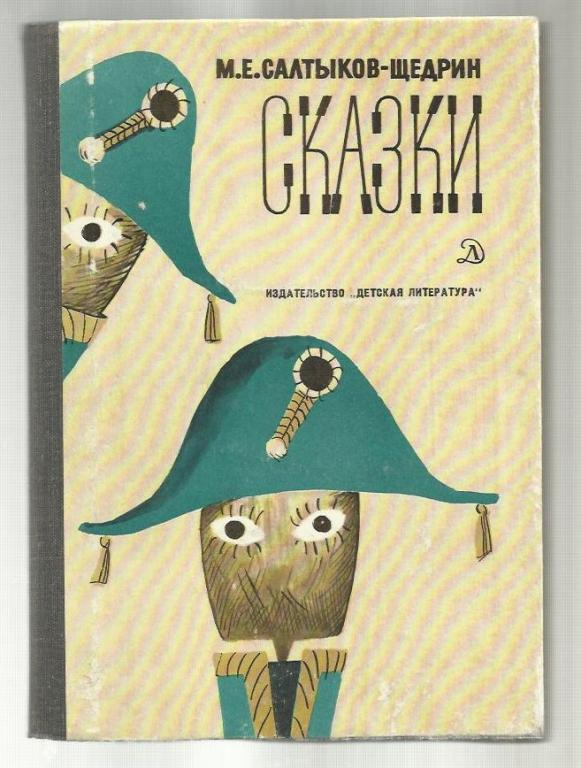 М.Е.САЛТЫКОВ-ЩЕДРИН
СКАЗКИ
Д
ИЗДАТЕЛЬСТВО „ДЕТСКАЯ ЛИТЕРАТУРА“